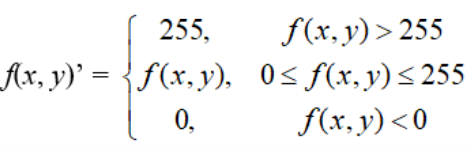 255, f(x, y) > 255
f(x, y)’ = { f(x, y), 0 ≤ f(x, y) ≤ 255
0, f(x, y) < 0